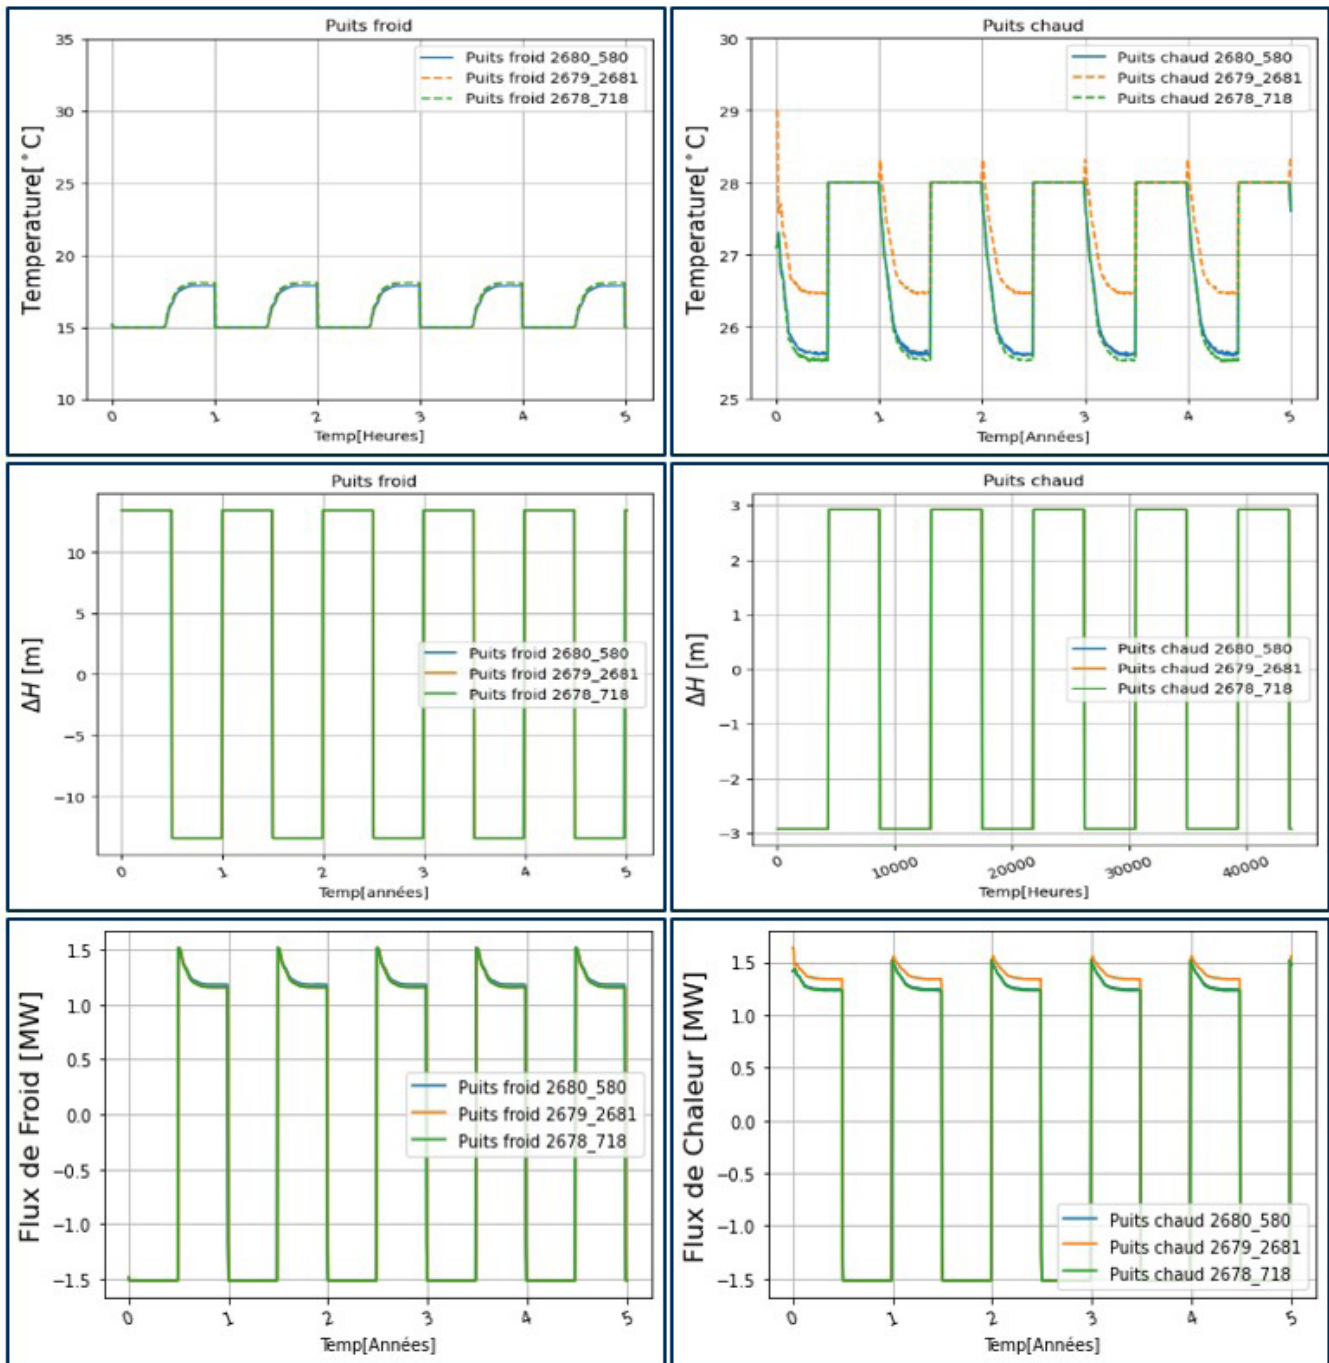 Puits froid
35
30
25
20
15
10
Temperature[°C]
Puits froid 2680_580
Puits froid 2679_2681
Puits froid 2678_718
0 1 2 3 4 5
Temp[Heures]
Puits chaud
30
29
28
27
26
25
Temperature[°C]
Puits chaud 2680_580
Puits chaud 2679_2681
Puits chaud 2678_718
0 1 2 3 4 5
Temp[Années]
Puits froid
10
5
0
−5
−10
ΔH [m]
Puits froid 2680_580
Puits froid 2679_2681
Puits froid 2678_718
0 1 2 3 4 5
Temp[années]
Puits chaud
3
2
1
0
−1
−2
−3
ΔH [m]
Puits chaud 2680_580
Puits chaud 2679_2681
Puits chaud 2678_718
0 10000 20000 30000 40000
Temp[Heures]
1.5
1.0
0.5
0.0
−0.5
−1.0
−1.5
Flux de Froid [MW]
Puits froid 2680_580
Puits froid 2679_2681
Puits froid 2678_718
0 1 2 3 4 5
Temp[Années]
1.5
1.0
0.5
0.0
−0.5
−1.0
−1.5
Flux de Chaleur [MW]
Puits chaud 2680_580
Puits chaud 2679_2681
Puits chaud 2678_718
0 1 2 3 4 5
Temp[Années]